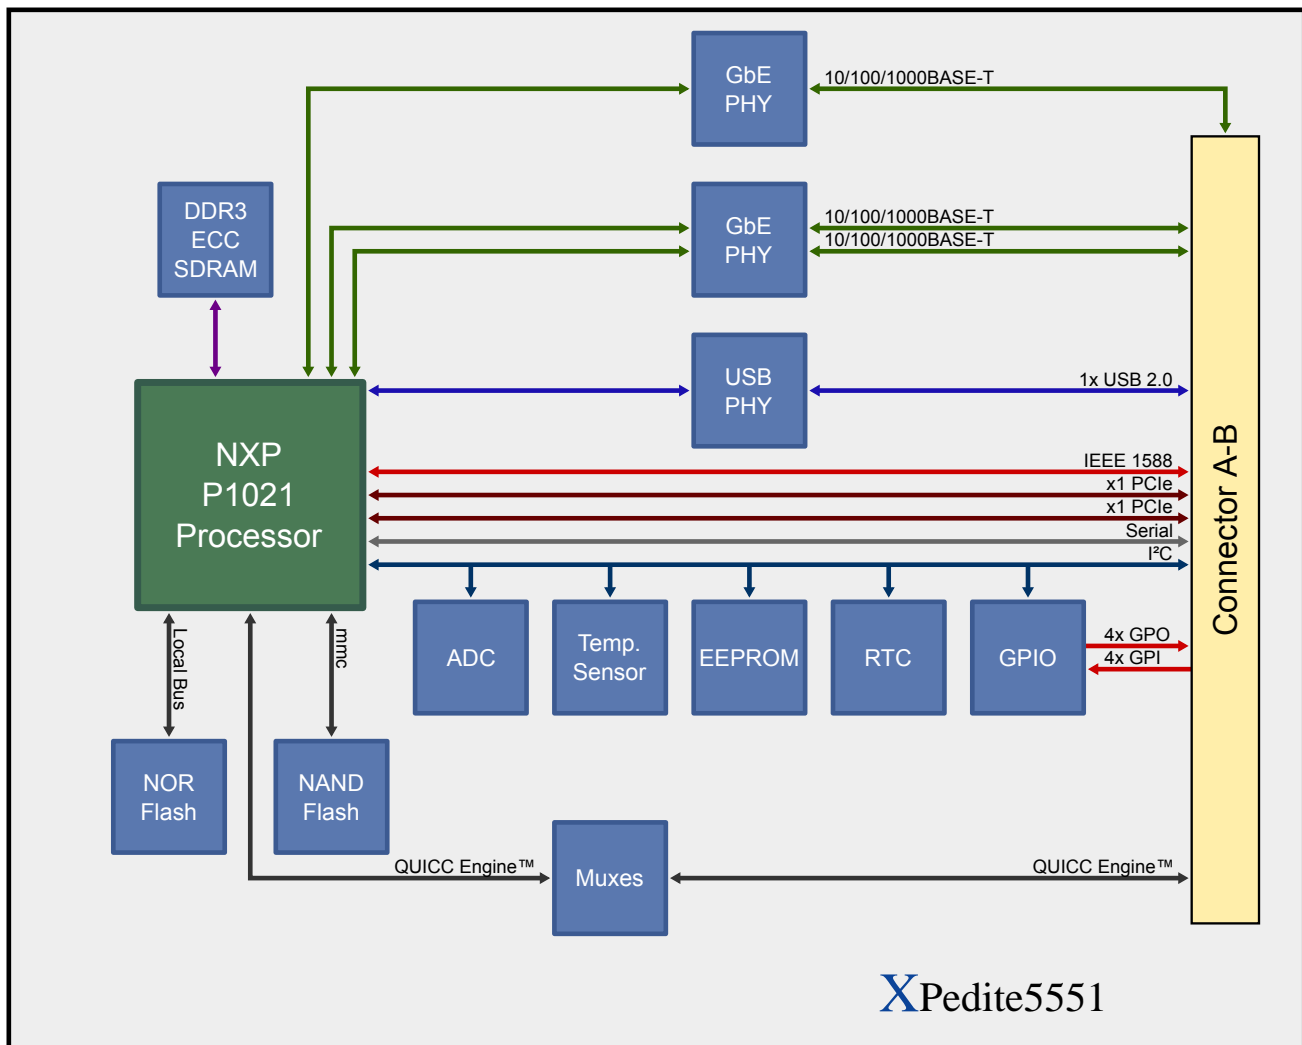 GbE
PHY
10/100/1000BASE-T
DDR3
ECC
SDRAM
GbE
PHY
10/100/1000BASE-T
10/100/1000BASE-T
USB
PHY
1x USB 2.0
NXP
P1021
Processor
IEEE 1588
x1 PCIe
x1 PCIe
Serial
I²C
Connector A-B
ADC
Temp.
Sensor
EEPROM
RTC
GPIO
4x GPO
4x GPI
Local Bus
mmc
NOR
Flash
NAND
Flash
QUICC Engine™
Muxes
QUICC Engine™
XPedite5551